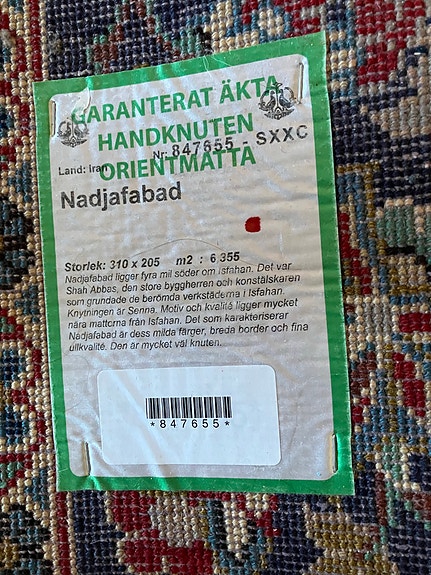 GARANTERAT ÄKTA
HANDKNUTEN
Nr: 847655 - SXXC
Land: Iran
ORIENTMATTA
Nadjafabad
Storlek: 310 x 205 m2 : 6 355
Nadjafabad ligger fyra mil söder om Isfahan. Det var
Shah Abbas, den store byggherren och konstälskaren
som grundade de berömda verkstäderna i Isfahan.
Knytningen är Senna. Motiv och kvalité ligger mycket
nära mattorna från Isfahan. Det som karakteriserar
Nadjafabad är dess milda färger, breda border och fina
ullkvalité. Den är mycket väl knuten.
*847655*